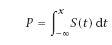 P = ∫_{-∞}^{x} S(t) dt